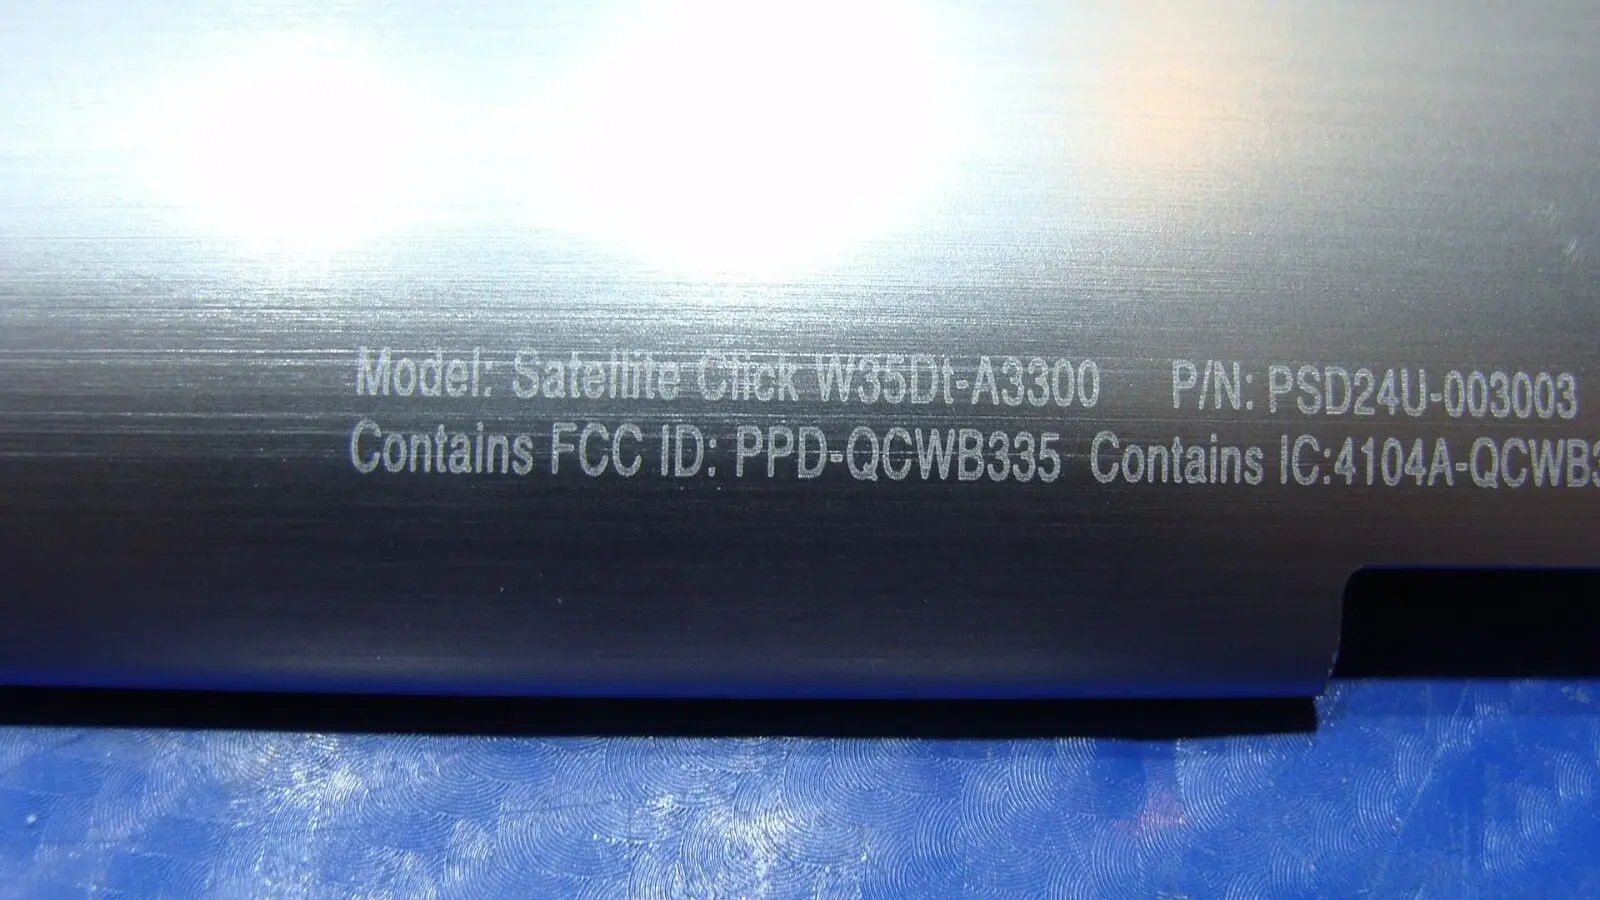 Model: Satellite Click W35Dt-A3300 P/N: PSD24U-003003
Contains FCC ID: PPD-QCWB335 Contains IC:4104A-QCWB3